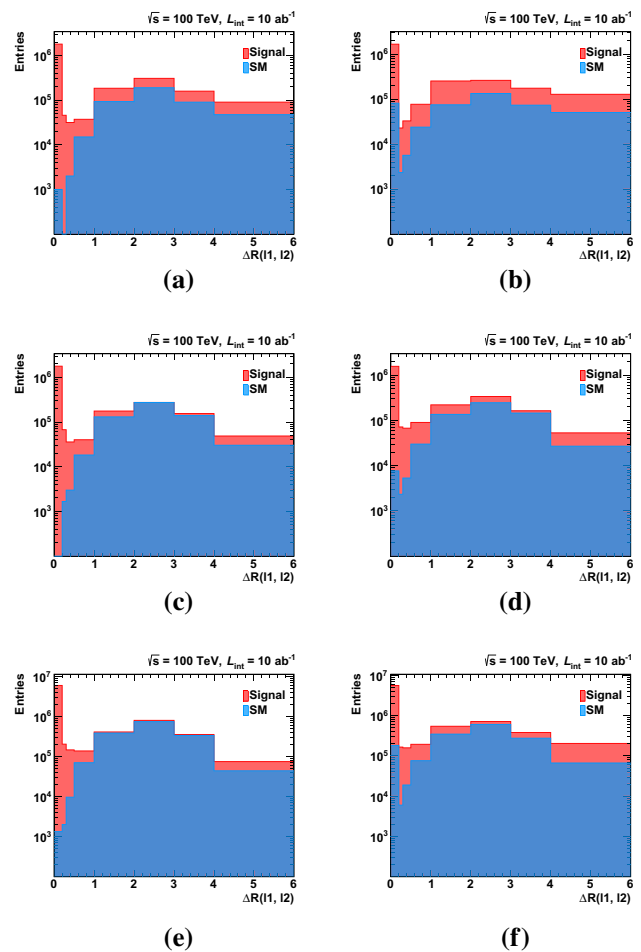 √s = 100 TeV, L_int = 10 ab⁻¹
Entries
Signal
SM
10⁶
10⁵
10⁴
10³
0 1 2 3 4 5 6
ΔR(l1, l2)
(a)
√s = 100 TeV, L_int = 10 ab⁻¹
Entries
Signal
SM
10⁶
10⁵
10⁴
10³
0 1 2 3 4 5 6
ΔR(l1, l2)
(b)
√s = 100 TeV, L_int = 10 ab⁻¹
Entries
Signal
SM
10⁶
10⁵
10⁴
10³
0 1 2 3 4 5 6
ΔR(l1, l2)
(c)
√s = 100 TeV, L_int = 10 ab⁻¹
Entries
Signal
SM
10⁶
10⁵
10⁴
10³
0 1 2 3 4 5 6
ΔR(l1, l2)
(d)
√s = 100 TeV, L_int = 10 ab⁻¹
Entries
Signal
SM
10⁷
10⁶
10⁵
10⁴
10³
0 1 2 3 4 5 6
ΔR(l1, l2)
(e)
√s = 100 TeV, L_int = 10 ab⁻¹
Entries
Signal
SM
10⁷
10⁶
10⁵
10⁴
10³
0 1 2 3 4 5 6
ΔR(l1, l2)
(f)